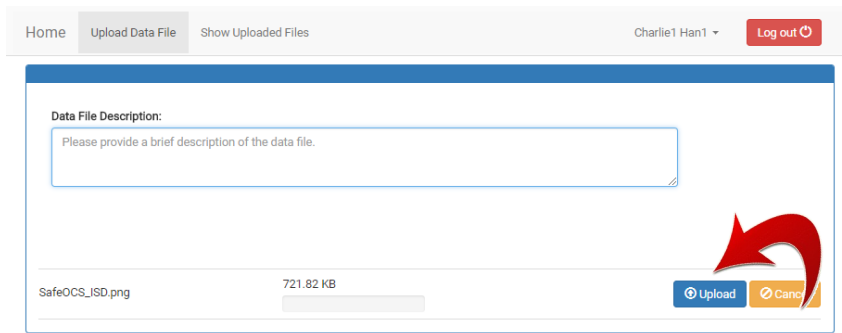 Home Upload Data File Show Uploaded Files Charlie1 Han1 Log out
Data File Description:
Please provide a brief description of the data file.
721.82 KB
SafeOCS_ISD.png Upload